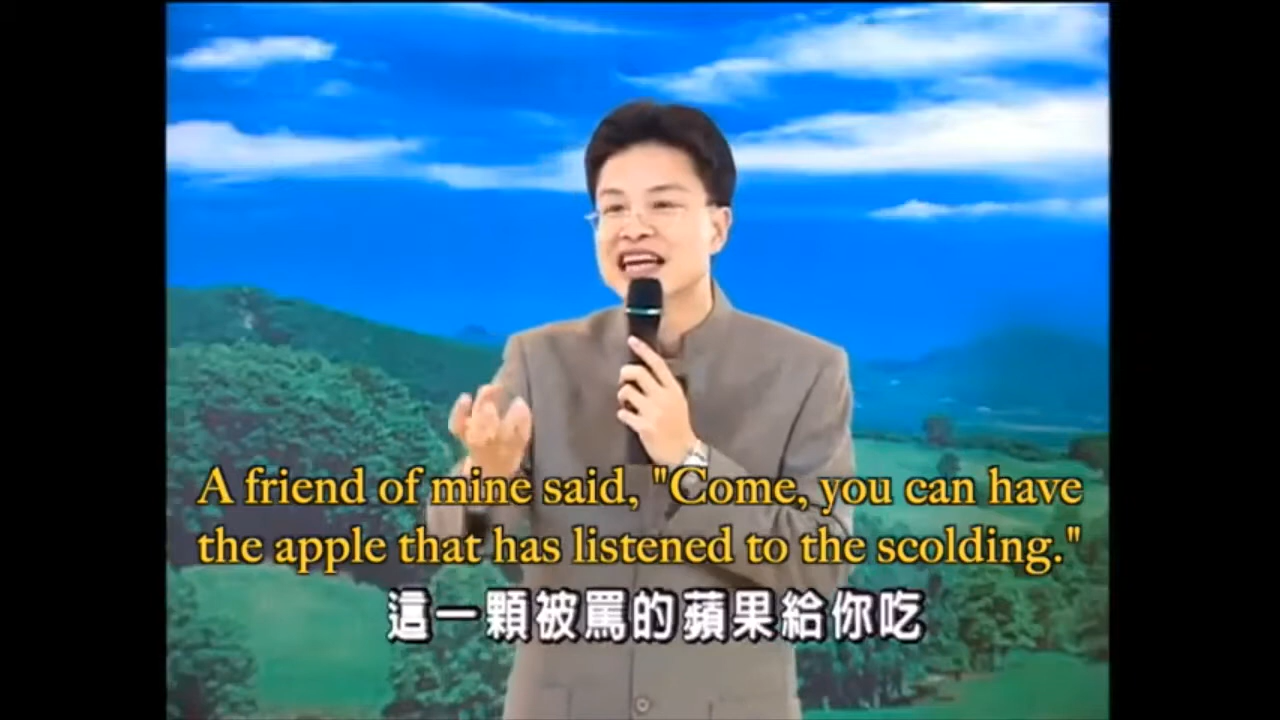 A friend of mine said, "Come, you can have
the apple that has listened to the scolding."
這一顆被罵的蘋果給你吃